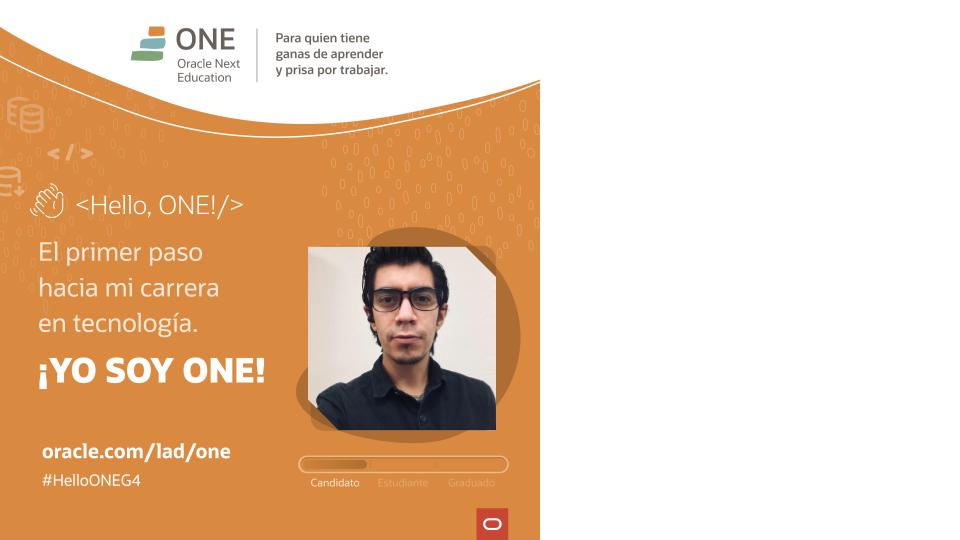 ONE
Oracle Next
Education
Para quien tiene
ganas de aprender
y prisa por trabajar.
</>
<Hello, ONE!/>
El primer paso
hacia mi carrera
en tecnología.
¡YO SOY ONE!
oracle.com/lad/one
#HelloONEG4
Candidato Estudiante Graduado